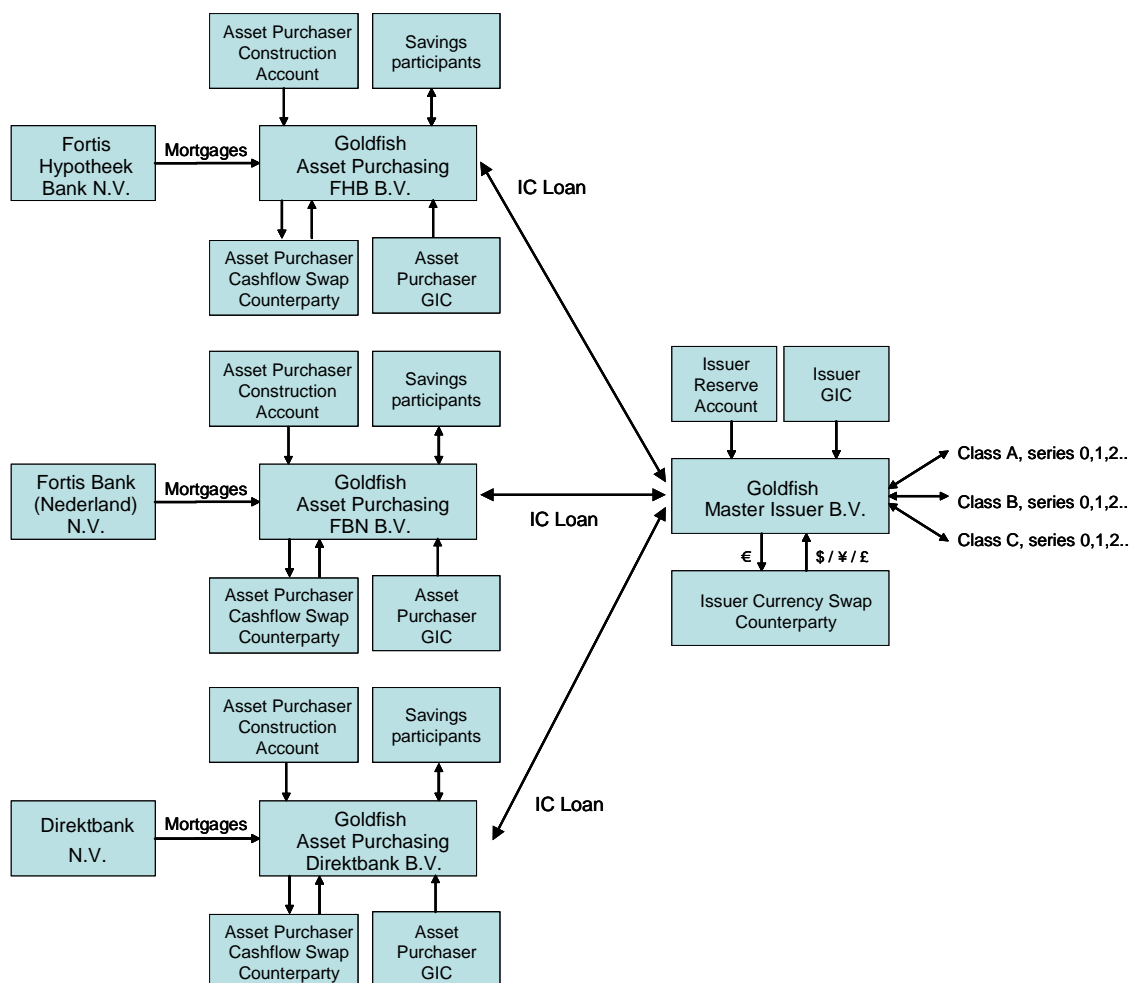 Asset Purchaser
Construction
Account
Savings
participants
Fortis
Hypotheek
Bank N.V.
Mortgages
Goldfish
Asset Purchasing
FHB B.V.
IC Loan
Asset Purchaser
Cashflow Swap
Counterparty
Asset
Purchaser
GIC
Asset Purchaser
Construction
Account
Savings
participants
Issuer
Reserve
Account
Issuer
GIC
Fortis Bank
(Nederland)
N.V.
Mortgages
Goldfish
Asset Purchasing
FBN B.V.
IC Loan
Goldfish
Master Issuer B.V.
Class A, series 0,1,2..
Class B, series 0,1,2..
Class C, series 0,1,2..
€
$ / ¥ / £
Asset Purchaser
Cashflow Swap
Counterparty
Asset
Purchaser
GIC
Issuer Currency Swap
Counterparty
Asset Purchaser
Construction
Account
Savings
participants
Direktbank
N.V.
Mortgages
Goldfish
Asset Purchasing
Direktbank B.V.
IC Loan
Asset Purchaser
Cashflow Swap
Counterparty
Asset
Purchaser
GIC